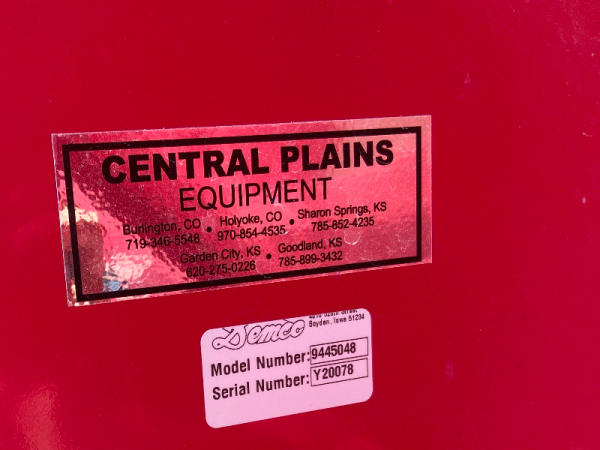 CENTRAL PLAINS
EQUIPMENT
Burlington, CO • Holyoke, CO • Sharon Springs, KS
719-346-5548 970-854-4535 785-852-4235
Garden City, KS • Goodland, KS
620-275-0226 785-899-3432
Demco
Boyden, Iowa 51234
Model Number: 9445048
Serial Number: Y20078